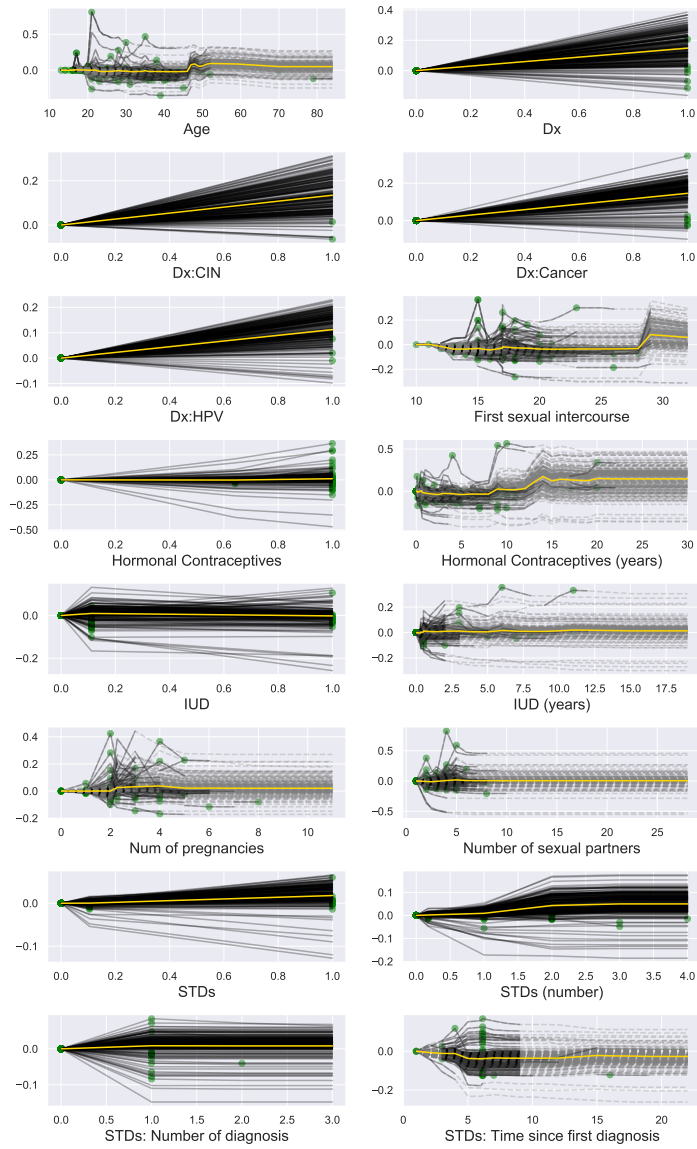 0.5
0.0
10 20 30 40 50 60 70 80
Age
0.4
0.2
0.0
0.0 0.2 0.4 0.6 0.8 1.0
Dx
0.2
0.0
0.0 0.2 0.4 0.6 0.8 1.0
Dx:CIN
0.2
0.0
0.0 0.2 0.4 0.6 0.8 1.0
Dx:Cancer
0.2
0.1
0.0
−0.1
0.0 0.2 0.4 0.6 0.8 1.0
Dx:HPV
0.2
0.0
−0.2
10 15 20 25 30
First sexual intercourse
0.25
0.00
−0.25
−0.50
0.0 0.2 0.4 0.6 0.8 1.0
Hormonal Contraceptives
0.5
0.0
0 5 10 15 20 25 30
Hormonal Contraceptives (years)
0.0
−0.2
0.0 0.2 0.4 0.6 0.8 1.0
IUD
0.2
0.0
−0.2
0.0 2.5 5.0 7.5 10.0 12.5 15.0 17.5
IUD (years)
0.4
0.2
0.0
−0.2
0 2 4 6 8 10
Num of pregnancies
0.5
0.0
−0.5
0 5 10 15 20 25
Number of sexual partners
0.0
−0.1
0.0 0.2 0.4 0.6 0.8 1.0
STDs
0.1
0.0
−0.1
−0.2
0.0 0.5 1.0 1.5 2.0 2.5 3.0 3.5 4.0
STDs (number)
0.0
−0.1
0.0 0.5 1.0 1.5 2.0 2.5 3.0
STDs: Number of diagnosis
0.0
−0.2
0 5 10 15 20
STDs: Time since first diagnosis